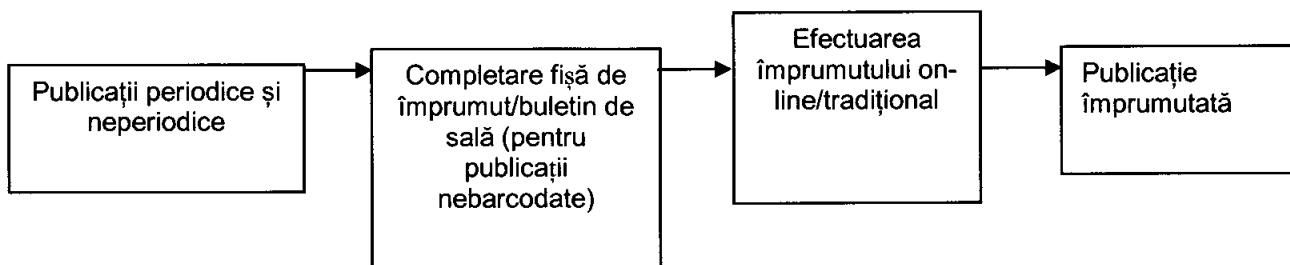 Publicații periodice și
neperiodice
Completare fișă de
împrumut/buletin de
sală (pentru
publicații
nebarcodate)
Efectuarea
împrumutului on-
line/tradițional
Publicație
împrumutată